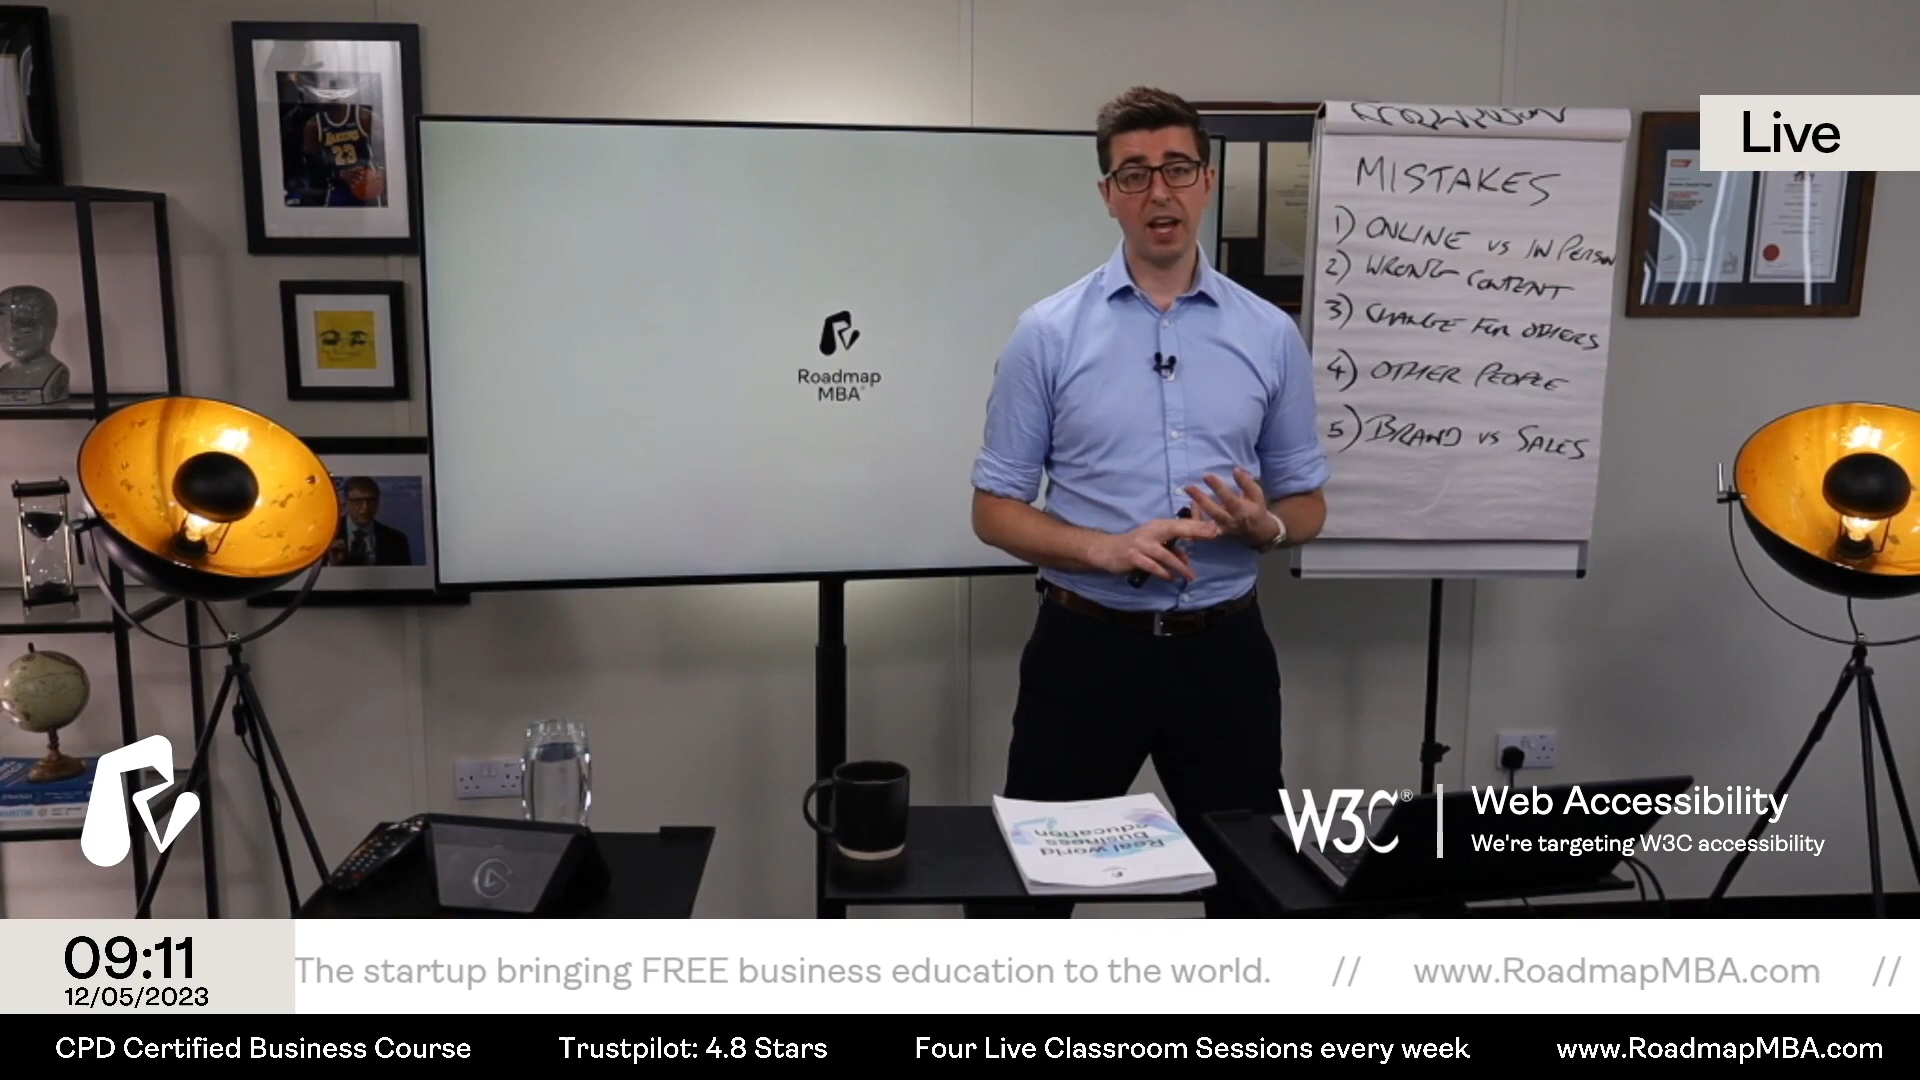 Live
LAKERS
23
MISTAKES
1) ONLINE vs IN PERSON
2) WRONG CONTENT
3) CHANGE FOR OTHERS
4) OTHER PEOPLE
5) BRAND vs SALES
Roadmap
MBA
Real world
business
education
W3C®
Web Accessibility
We're targeting W3C accessibility
09:11
12/05/2023
The startup bringing FREE business education to the world. // www.RoadmapMBA.com //
CPD Certified Business Course Trustpilot: 4.8 Stars Four Live Classroom Sessions every week www.RoadmapMBA.com